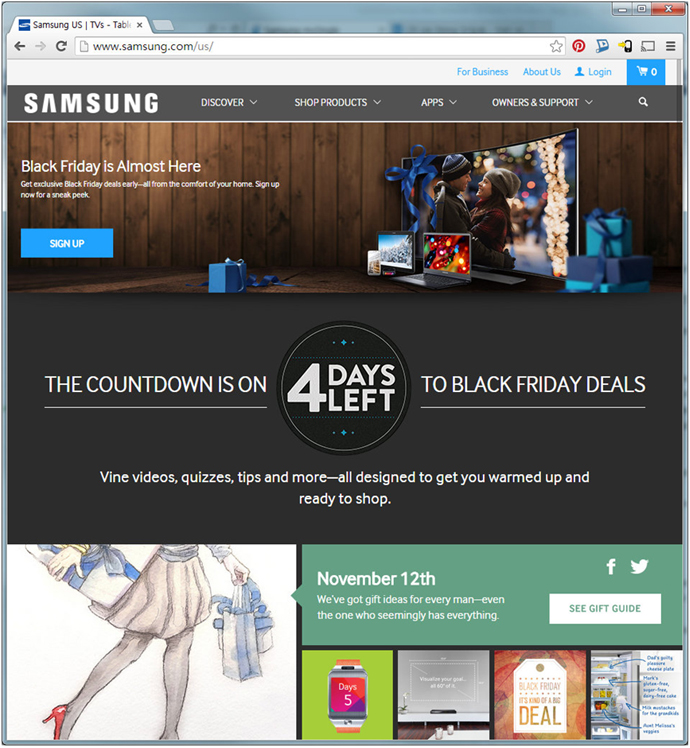 Samsung US | TVs - Table
www.samsung.com/us/
For Business
About Us
Login
0
SAMSUNG
DISCOVER
SHOP PRODUCTS
APPS
OWNERS & SUPPORT
Black Friday is Almost Here
Get exclusive Black Friday deals early—all from the comfort of your home. Sign up
now for a sneak peek.
SIGN UP
THE COUNTDOWN IS ON
4 DAYS
LEFT
TO BLACK FRIDAY DEALS
Vine videos, quizzes, tips and more—all designed to get you warmed up and
ready to shop.
November 12th
We've got gift ideas for every man—even
the one who seemingly has everything.
SEE GIFT GUIDE
Days
5
Visualize your goal...
all 60" of it.
BLACK FRIDAY
IT'S KIND OF A BIG
DEAL
Dad's guilty
pleasure
cheese plate
Mark's
gluten-free,
sugar-free,
dairy-free cake
Milk mustaches
for the grandkids
Aunt Melissa's
veggies